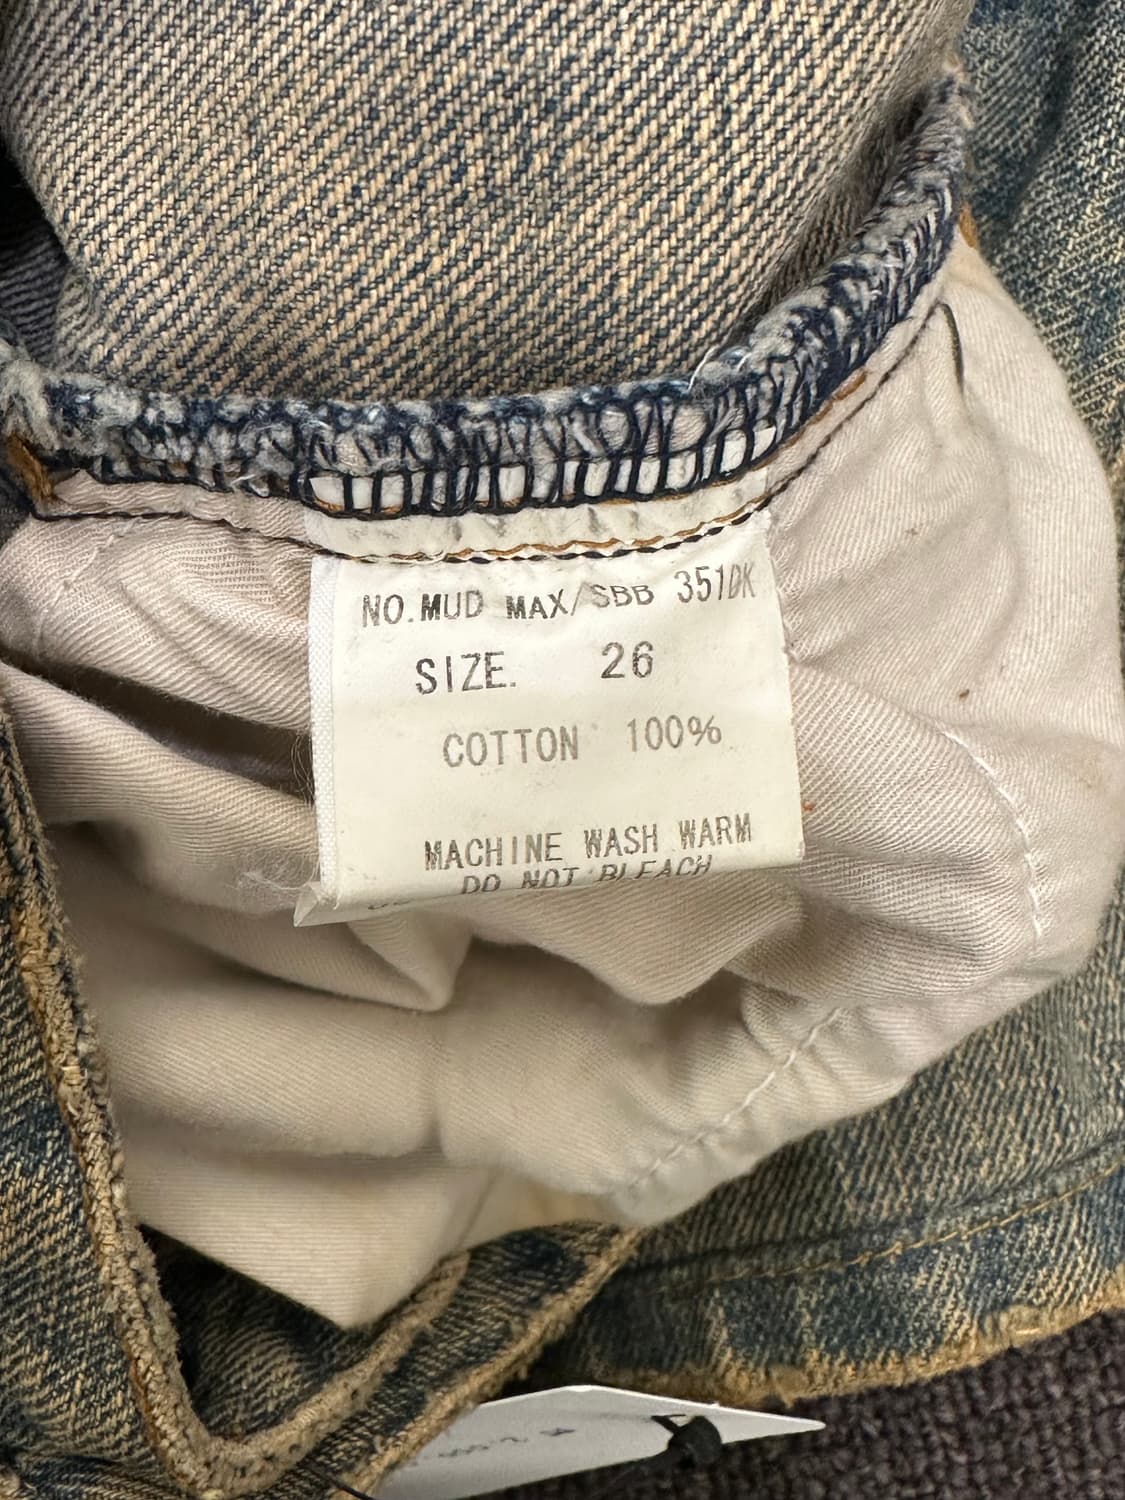 NO.MUD MAX/SBB 351DK
SIZE. 26
COTTON 100%
MACHINE WASH WARM
DO NOT BLEACH